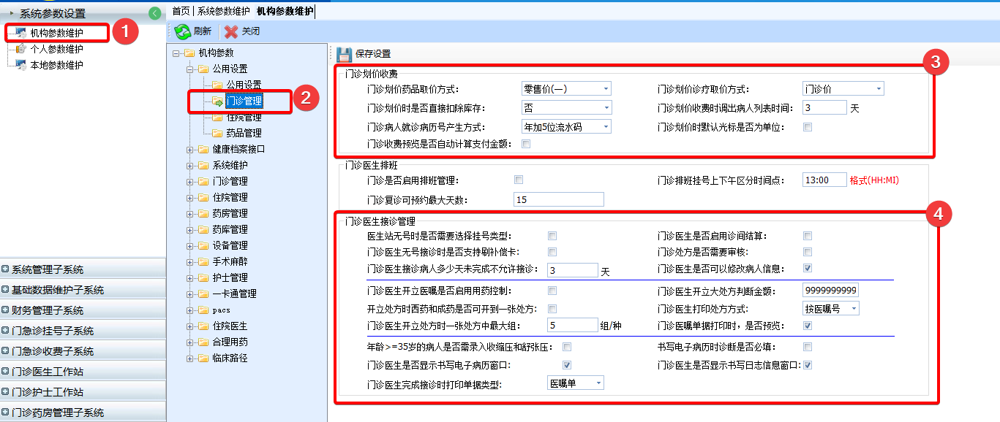 系统参数设置
机构参数维护
1
个人参数维护
本地参数维护
系统管理子系统
基础数据维护子系统
财务管理子系统
门急诊挂号子系统
门急诊收费子系统
门诊医生工作站
门诊护士工作站
门诊药房管理子系统
首页 系统参数维护 机构参数维护
刷新 关闭
机构参数
公用设置
公用设置
门诊管理
2
住院管理
药品管理
健康档案接口
系统维护
门诊管理
住院管理
药房管理
药库管理
设备管理
手术麻醉
护士管理
一卡通管理
pacs
住院医生
合理用药
临床路径
保存设置
3
门诊划价收费
门诊划价药品取价方式: 零售价(一) 门诊划价诊疗取价方式: 门诊价
门诊划价时是否直接扣除库存: 否 门诊划价收费时调出病人列表时间: 3 天
门诊病人就诊病历号产生方式: 年加5位流水码 门诊划价时默认光标是否为单位:
门诊收费预览是否自动计算支付金额:
门诊医生排班
门诊是否启用排班管理: 门诊排班挂号上下午区分时间点: 13:00 格式(HH:MI)
门诊复诊可预约最大天数: 15
4
门诊医生接诊管理
医生站无号时是否需要选择挂号类型: 门诊医生是否启用诊间结算:
门诊医生无号接诊时是否支持刷补偿卡: 门诊处方是否需要审核:
门诊医生接诊病人多少天未完成不允许接诊: 3 天 门诊医生是否可以修改病人信息:
门诊医生开立医嘱是否启用用药控制: 门诊医生开立大处方判断金额: 9999999999
开立处方时西药和成药是否可开到一张处方: 门诊医生打印处方方式: 按医嘱号
门诊医生开立处方时一张处方中最大组: 5 组/种 门诊医嘱单据打印时，是否预览:
年龄>=35岁的病人是否需录入收缩压和舒张压: 书写电子病历时诊断是否必填:
门诊医生是否显示书写电子病历窗口: 门诊医生是否显示书写日志信息窗口:
门诊医生完成接诊时打印单据类型: 医嘱单